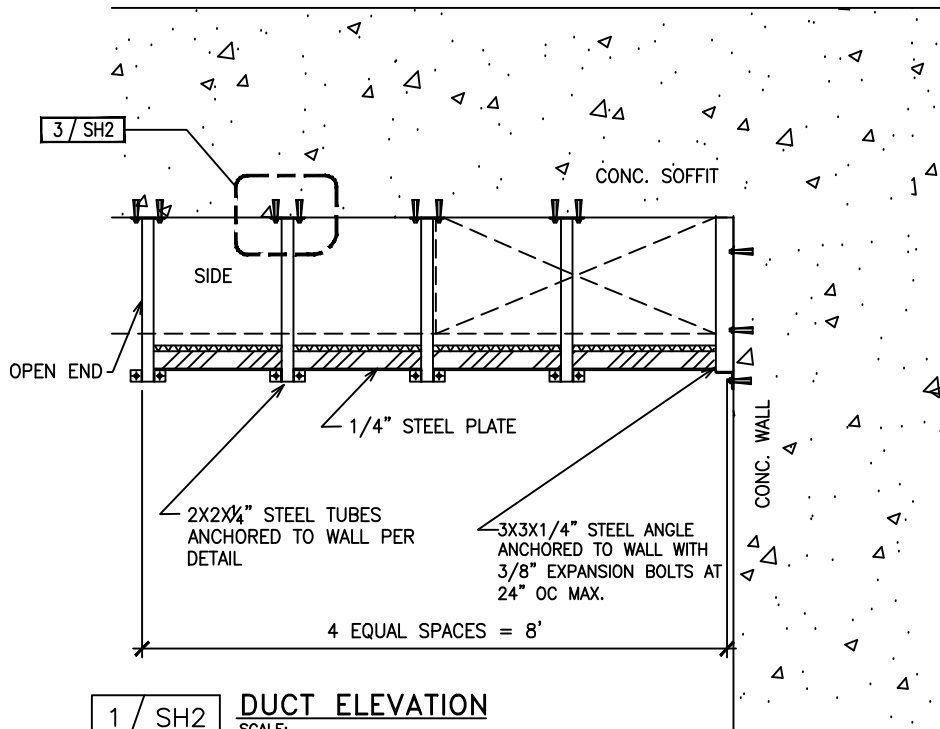 3 / SH2
CONC. SOFFIT
SIDE
OPEN END
1/4" STEEL PLATE
CONC. WALL
2X2X1/4" STEEL TUBES
ANCHORED TO WALL PER
DETAIL
3X3X1/4" STEEL ANGLE
ANCHORED TO WALL WITH
3/8" EXPANSION BOLTS AT
24" OC MAX.
4 EQUAL SPACES = 8'
1 / SH2
DUCT ELEVATION
SCALE: